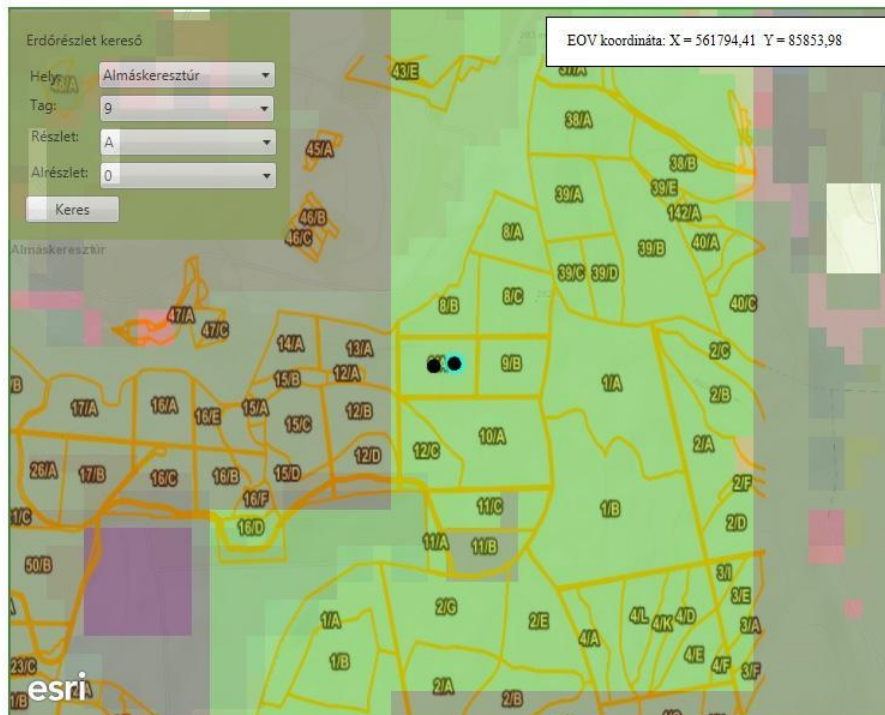 Erdőrészlet kereső
EOV koordináta: X = 561794,41 Y = 85853,98
Hely: Almáskeresztúr
Tag: 9
Részlet: A
Alrészlet: 0
Keres
48/A
43/E
37/A
38/A
45/A
38/B
39/A
39/E
46/B
142/A
46/C
8/A
39/B
40/A
Almáskeresztúr
39/C
39/D
8/C
8/B
40/C
47/A
47/C
14/A
13/A
2/C
9/B
12/A
15/B
1/A
2/B
17/A
16/A
16/E
15/A
12/B
15/C
10/A
2/A
12/C
12/D
26/A
17/B
16/C
16/B
15/D
2/F
16/F
11/C
1/B
1/C
16/D
2/D
11/A
11/B
50/B
3/I
3/E
2/G
1/A
2/E
4/L
4/D
4/K
3/A
4/A
1/B
4/E
4/F
3/F
23/C
esri
2/A
2/B
1/B